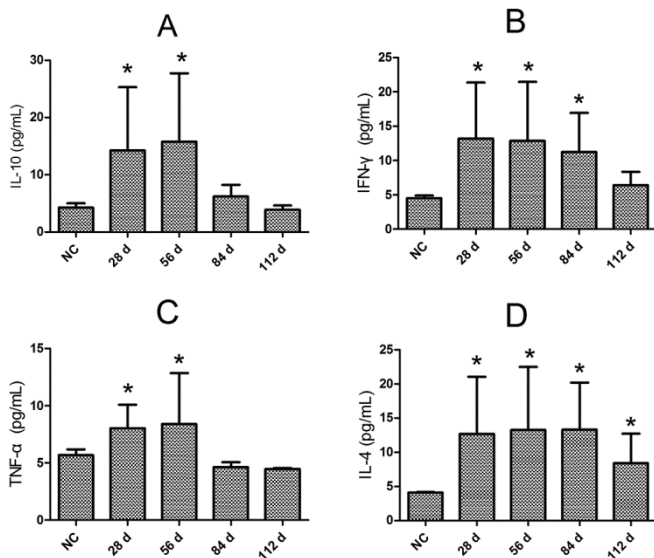 A
IL-10 (pg/mL)
30
20
10
0
NC
28 d
56 d
84 d
112 d
*
*
B
IFN-γ (pg/mL)
25
20
15
10
5
0
NC
28 d
56 d
84 d
112 d
*
*
*
C
TNF-α (pg/mL)
15
10
5
0
NC
28 d
56 d
84 d
112 d
*
*
D
IL-4 (pg/mL)
25
20
15
10
5
0
NC
28 d
56 d
84 d
112 d
*
*
*
*